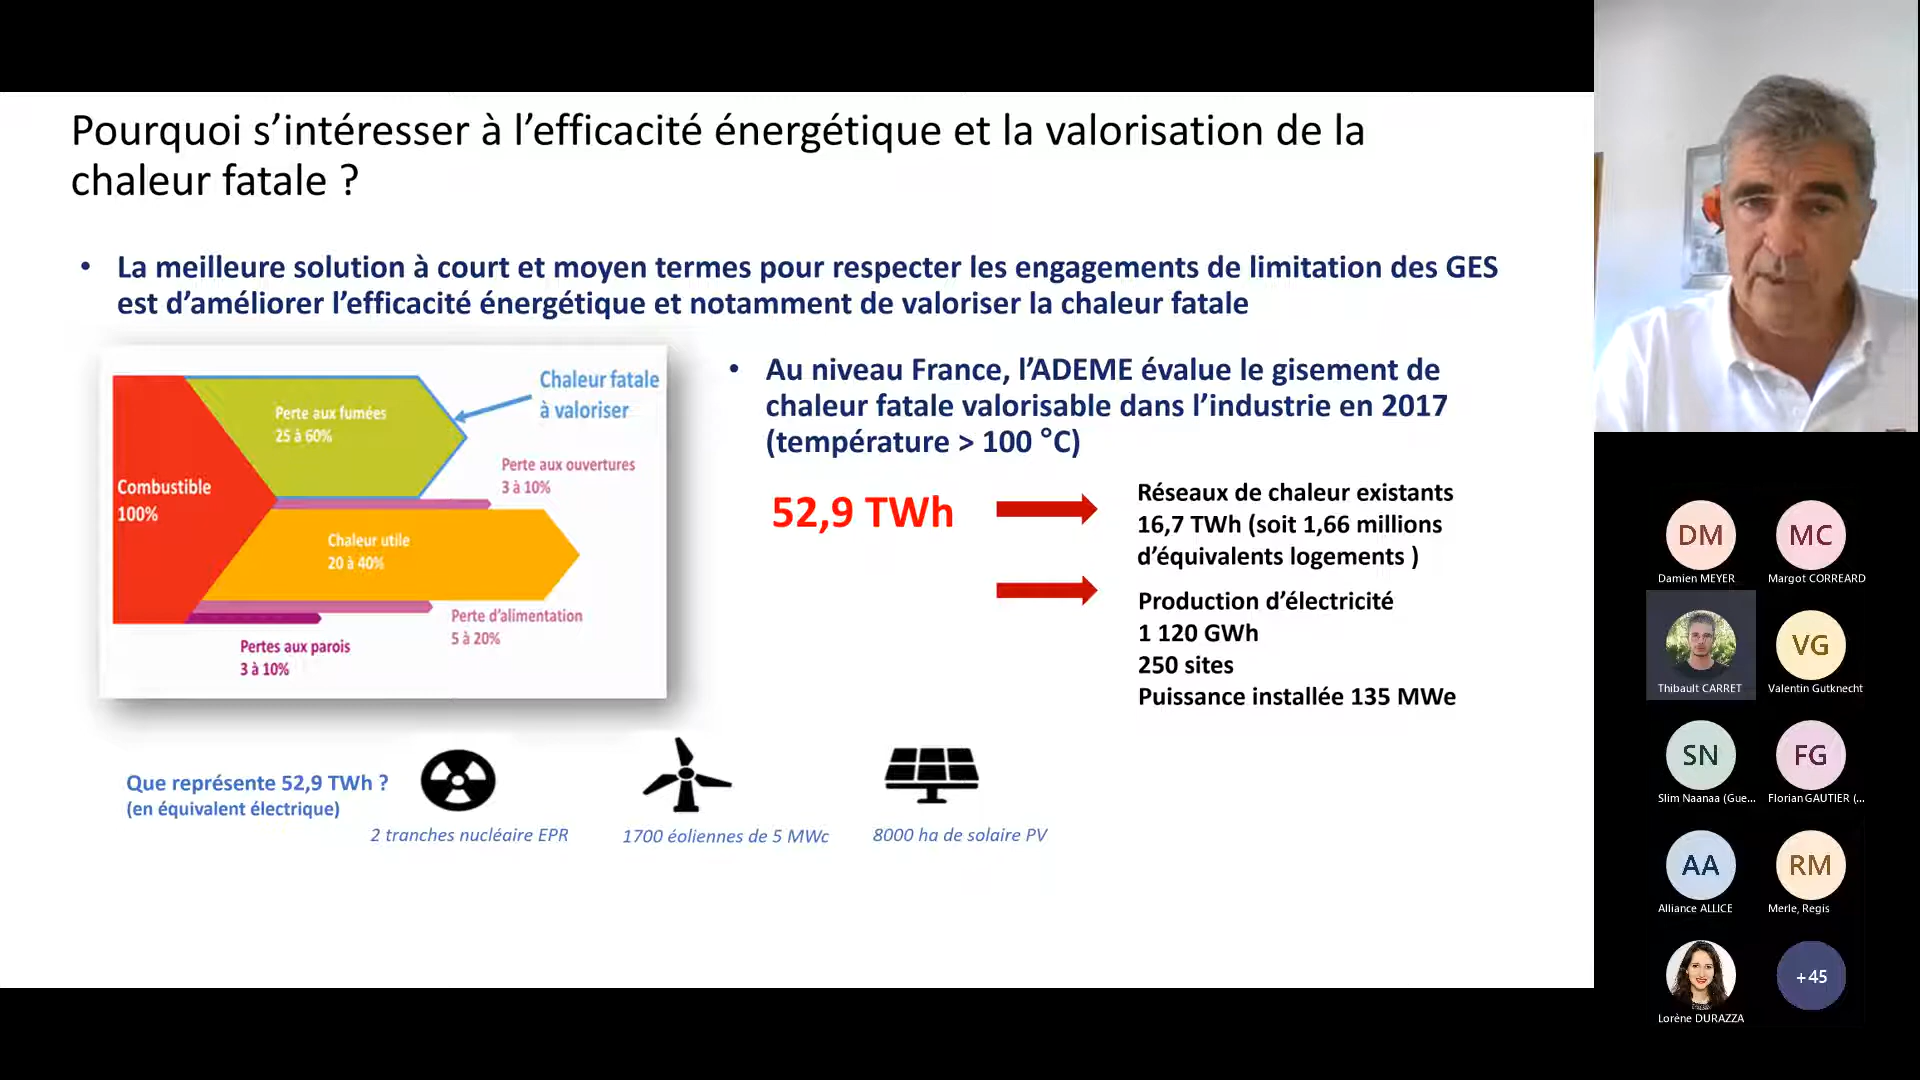 Pourquoi s’intéresser à l’efficacité énergétique et la valorisation de la
chaleur fatale ?
• La meilleure solution à court et moyen termes pour respecter les engagements de limitation des GES
est d’améliorer l’efficacité énergétique et notamment de valoriser la chaleur fatale
Chaleur fatale
à valoriser
Perte aux fumées
25 à 60%
Perte aux ouvertures
3 à 10%
Combustible
100%
Chaleur utile
20 à 40%
Perte d’alimentation
5 à 20%
Pertes aux parois
3 à 10%
• Au niveau France, l’ADEME évalue le gisement de
chaleur fatale valorisable dans l’industrie en 2017
(température > 100 °C)
52,9 TWh
Réseaux de chaleur existants
16,7 TWh (soit 1,66 millions
d’équivalents logements )
Production d’électricité
1 120 GWh
250 sites
Puissance installée 135 MWe
Que représente 52,9 TWh ?
(en équivalent électrique)
2 tranches nucléaire EPR
1700 éoliennes de 5 MWc
8000 ha de solaire PV
DM
Damien MEYER
MC
Margot CORREARD
Thibault CARRET
VG
Valentin Gutknecht
SN
Slim Naanaa (Gue...
FG
Florian GAUTIER (...
AA
Alliance ALLICE
RM
Merle, Regis
Lorène DURAZZA
+45